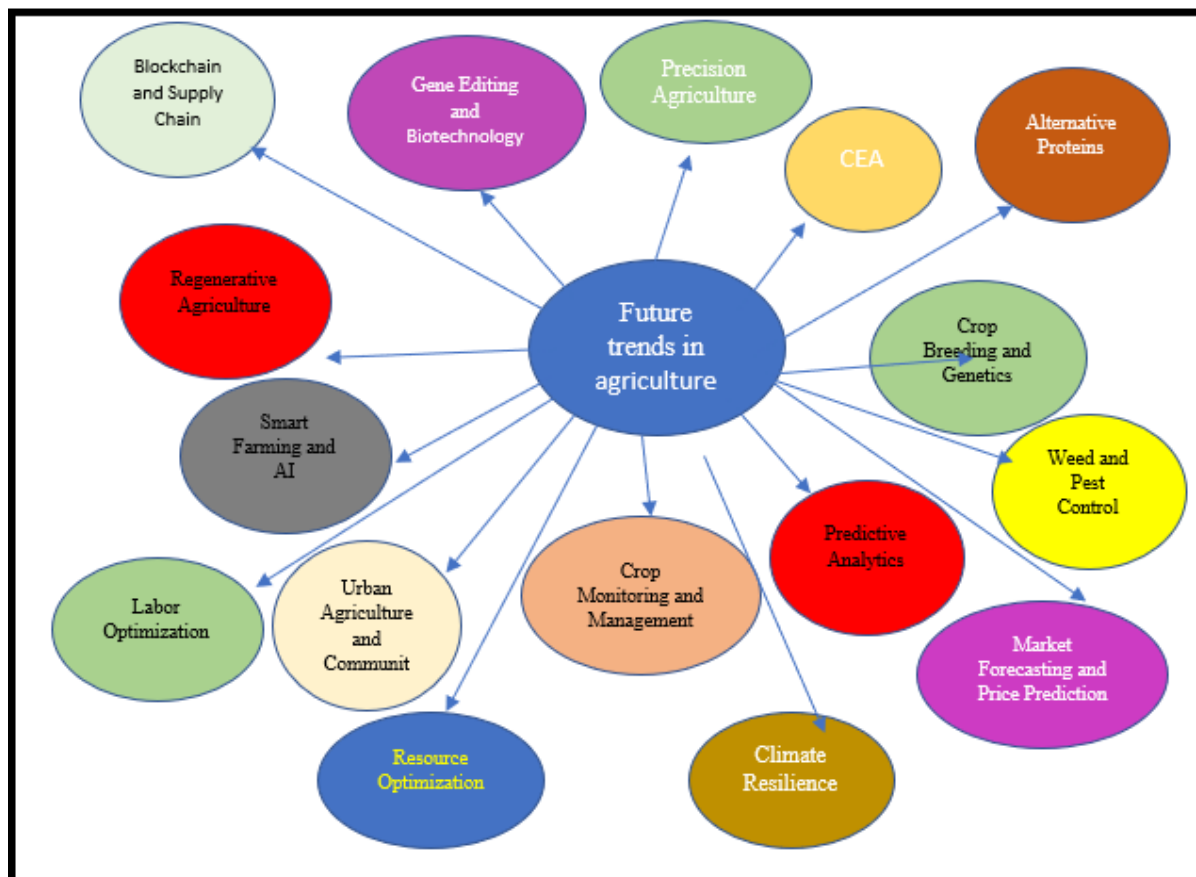 Blockchain
and Supply
Chain
Gene Editing
and
Biotechnology
Precision
Agriculture
CEA
Alternative
Proteins
Regenerative
Agriculture
Future
trends in
agriculture
Crop
Breeding and
Genetics
Smart
Farming and
AI
Weed and
Pest
Control
Predictive
Analytics
Crop
Monitoring and
Management
Labor
Optimization
Urban
Agriculture
and
Communit
Market
Forecasting and
Price Prediction
Resource
Optimization
Climate
Resilience